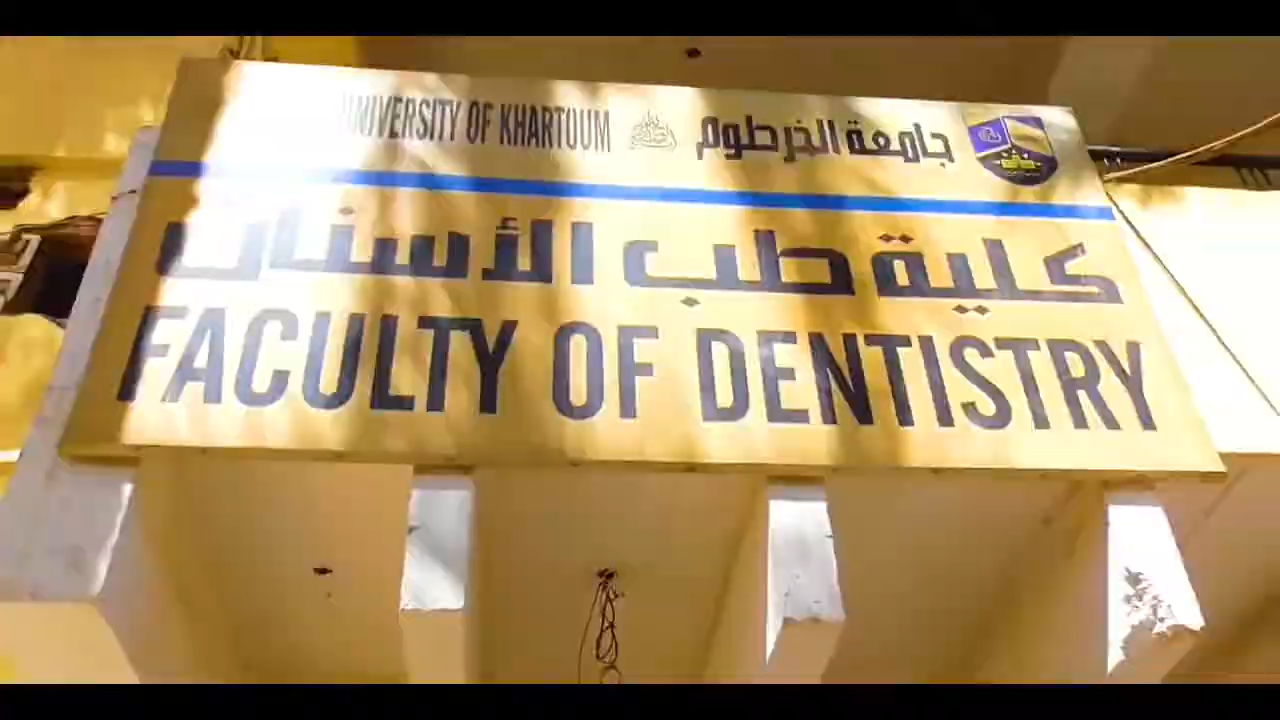 UNIVERSITY OF KHARTOUM جامعة الخرطوم
كلية طب الأسنان
FACULTY OF DENTISTRY